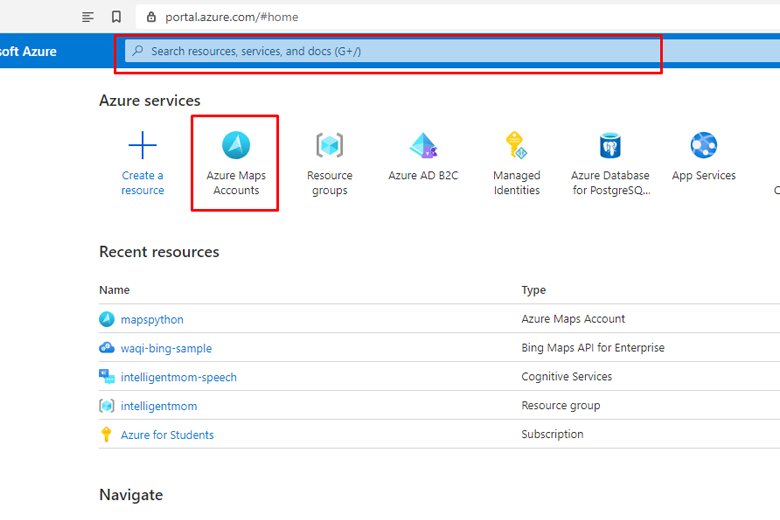 portal.azure.com/#home
soft Azure
Search resources, services, and docs (G+/)
Azure services
Create a
resource
Azure Maps
Accounts
Resource
groups
Azure AD B2C
Managed
Identities
Azure Database
for PostgreSQ...
App Services
Recent resources
Name Type
mapspython Azure Maps Account
waqi-bing-sample Bing Maps API for Enterprise
intelligentmom-speech Cognitive Services
intelligentmom Resource group
Azure for Students Subscription
Navigate